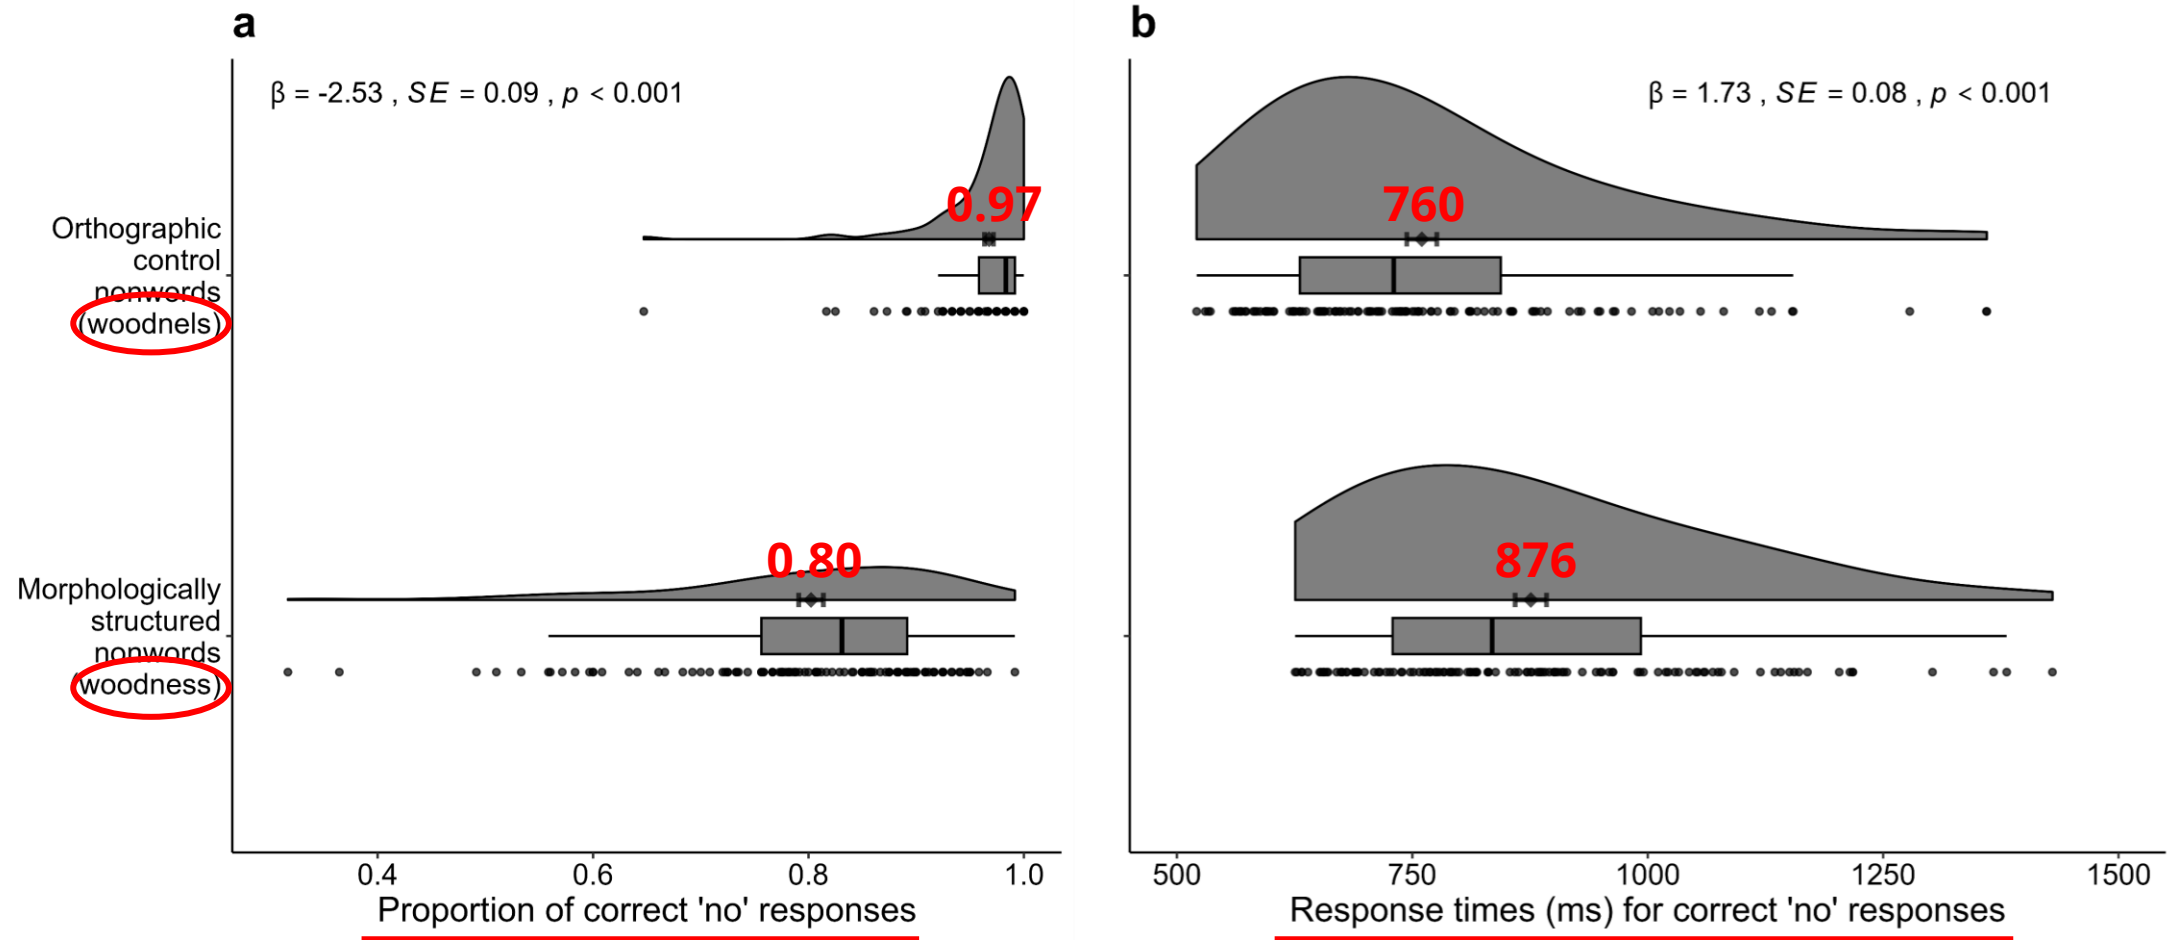 a
b
β = -2.53 , SE = 0.09 , p < 0.001
β = 1.73 , SE = 0.08 , p < 0.001
0.97
760
Orthographic
control
nonwords
(woodnels)
0.80
876
Morphologically
structured
nonwords
(woodness)
0.4 0.6 0.8 1.0
500 750 1000 1250 1500
Proportion of correct 'no' responses
Response times (ms) for correct 'no' responses